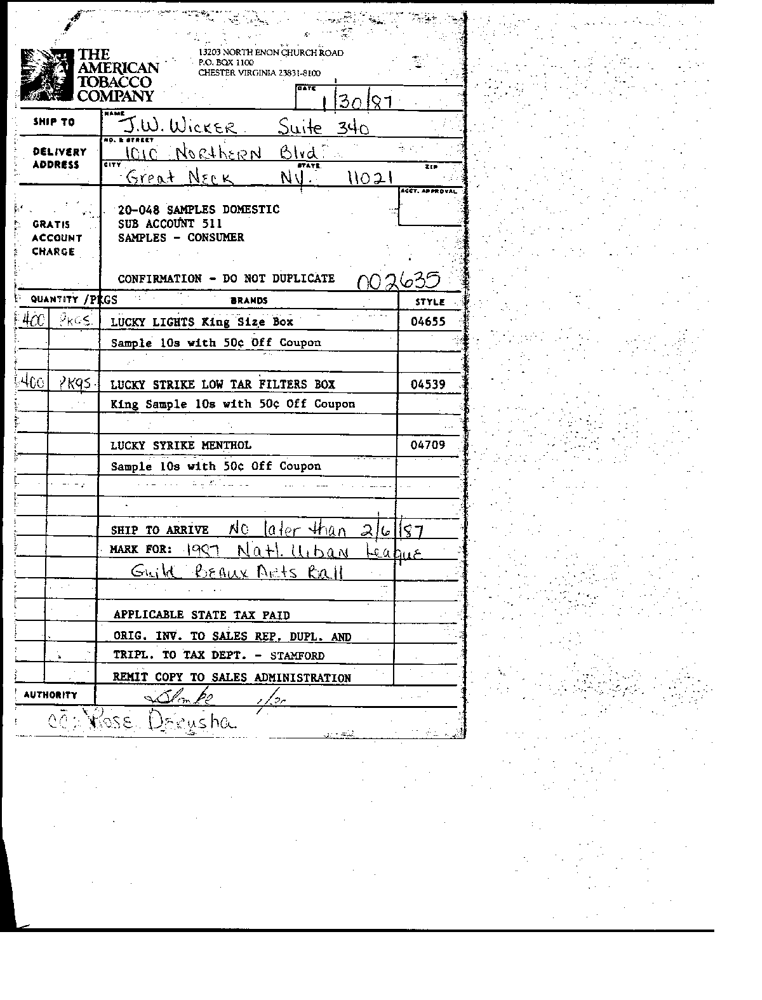 THE
AMERICAN
TOBACCO
COMPANY
13203 NORTH ENON CHURCH ROAD
P.O. BOX 1100
CHESTER VIRGINIA 23831-8100
DATE
1/30/87
SHIP TO
NAME
J.W. WICKER Suite 340
DELIVERY
ADDRESS
NO. & STREET
1010 NORTHERN Blvd.
CITY STATE ZIP
Great NECK NY. 11021
ACCT. APPROVAL
GRATIS
ACCOUNT
CHARGE
20-048 SAMPLES DOMESTIC
SUB ACCOUNT 511
SAMPLES - CONSUMER
CONFIRMATION - DO NOT DUPLICATE 002635
QUANTITY /PKGS BRANDS STYLE
400 PKGS. LUCKY LIGHTS King Size Box 04655
Sample 10s with 50¢ Off Coupon
400 PKGS. LUCKY STRIKE LOW TAR FILTERS BOX 04539
King Sample 10s with 50¢ Off Coupon
LUCKY SYRIKE MENTHOL 04709
Sample 10s with 50¢ Off Coupon
SHIP TO ARRIVE No later than 2/6/87
MARK FOR: 1987 Natl. Urban League
Guild BEAUX Arts Ball
APPLICABLE STATE TAX PAID
ORIG. INV. TO SALES REP, DUPL. AND
TRIPL. TO TAX DEPT. - STAMFORD
REMIT COPY TO SALES ADMINISTRATION
AUTHORITY
cc: Rose Derysha